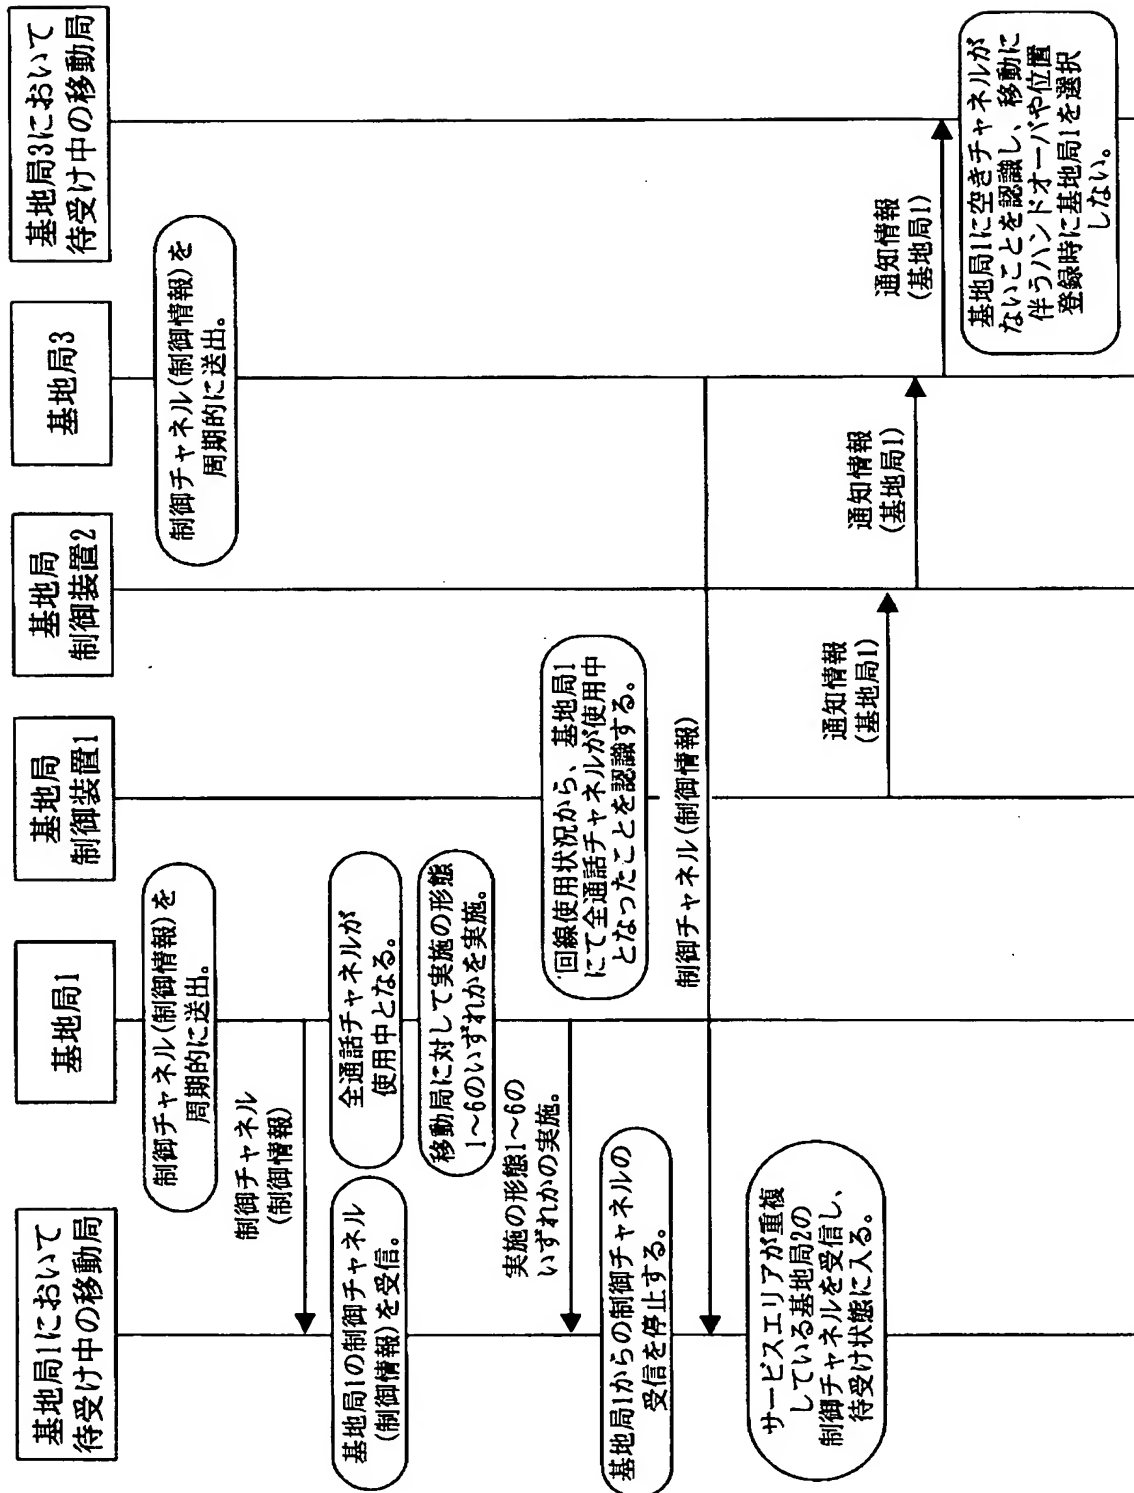 基地局1において
待受け中の移動局
基地局1
基地局
制御装置1
基地局
制御装置2
基地局3
基地局3において
待受け中の移動局
制御チャネル(制御情報)を
周期的に送出。
制御チャネル(制御情報)を
周期的に送出。
制御チャネル
(制御情報)
基地局1の制御チャネル
(制御情報)を受信。
全通話チャネルが
使用中となる。
移動局に対して実施の形態
1~6のいずれかを実施。
実施の形態1~6の
いずれかの実施。
回線使用状況から、基地局1
にて全通話チャネルが使用中
となったことを認識する。
基地局1からの制御チャネルの
受信を停止する。
制御チャネル(制御情報)
サービスエリアが重複
している基地局2の
制御チャネルを受信し、
待受け状態に入る。
通知情報
(基地局1)
通知情報
(基地局1)
通知情報
(基地局1)
基地局1に空きチャネルが
ないことを認識し、移動に
伴うハンドオーバや位置
登録時に基地局1を選択
しない。